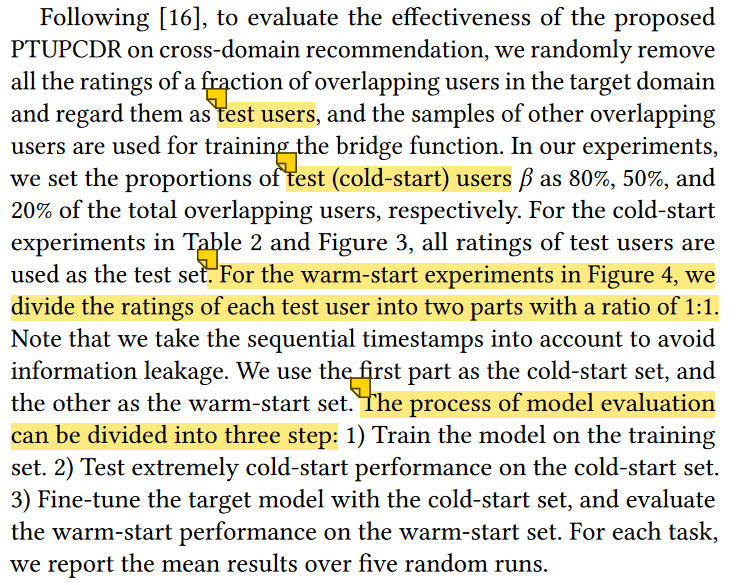 Following [16], to evaluate the effectiveness of the proposed
PTUPCDR on cross-domain recommendation, we randomly remove
all the ratings of a fraction of overlapping users in the target domain
and regard them as test users, and the samples of other overlapping
users are used for training the bridge function. In our experiments,
we set the proportions of test (cold-start) users β as 80%, 50%, and
20% of the total overlapping users, respectively. For the cold-start
experiments in Table 2 and Figure 3, all ratings of test users are
used as the test set. For the warm-start experiments in Figure 4, we
divide the ratings of each test user into two parts with a ratio of 1:1.
Note that we take the sequential timestamps into account to avoid
information leakage. We use the first part as the cold-start set, and
the other as the warm-start set. The process of model evaluation
can be divided into three step: 1) Train the model on the training
set. 2) Test extremely cold-start performance on the cold-start set.
3) Fine-tune the target model with the cold-start set, and evaluate
the warm-start performance on the warm-start set. For each task,
we report the mean results over five random runs.